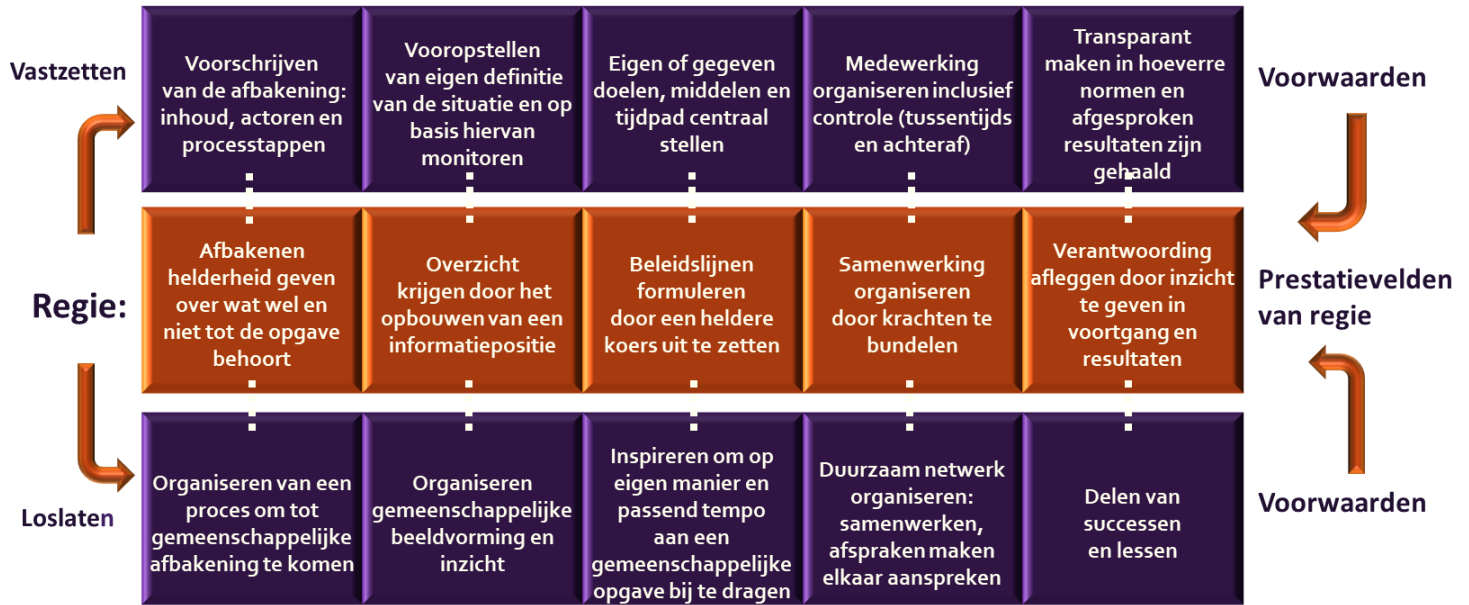 Vastzetten
Voorschrijven
van de afbakening:
inhoud, actoren en
processtappen
Vooropstellen
van eigen definitie
van de situatie en op
basis hiervan
monitoren
Eigen of gegeven
doelen, middelen en
tijdpad centraal
stellen
Medewerking
organiseren inclusief
controle (tussentijds
en achteraf)
Transparant
maken in hoeverre
normen en
afgesproken
resultaten zijn
gehaald
Voorwaarden
Regie:
Afbakenen
helderheid geven
over wat wel en
niet tot de opgave
behoort
Overzicht
krijgen door het
opbouwen van een
informatiepositie
Beleidslijnen
formuleren
door een heldere
koers uit te zetten
Samenwerking
organiseren
door krachten te
bundelen
Verantwoording
afleggen door inzicht
te geven in
voortgang en
resultaten
Prestatievelden
van regie
Loslaten
Organiseren van een
proces om tot
gemeenschappelijke
afbakening te komen
Organiseren
gemeenschappelijke
beeldvorming en
inzicht
Inspireren om op
eigen manier en
passend tempo
aan een
gemeenschappelijke
opgave bij te dragen
Duurzaam netwerk
organiseren:
samenwerken,
afspraken maken
elkaar aanspreken
Delen van
successen
en lessen
Voorwaarden